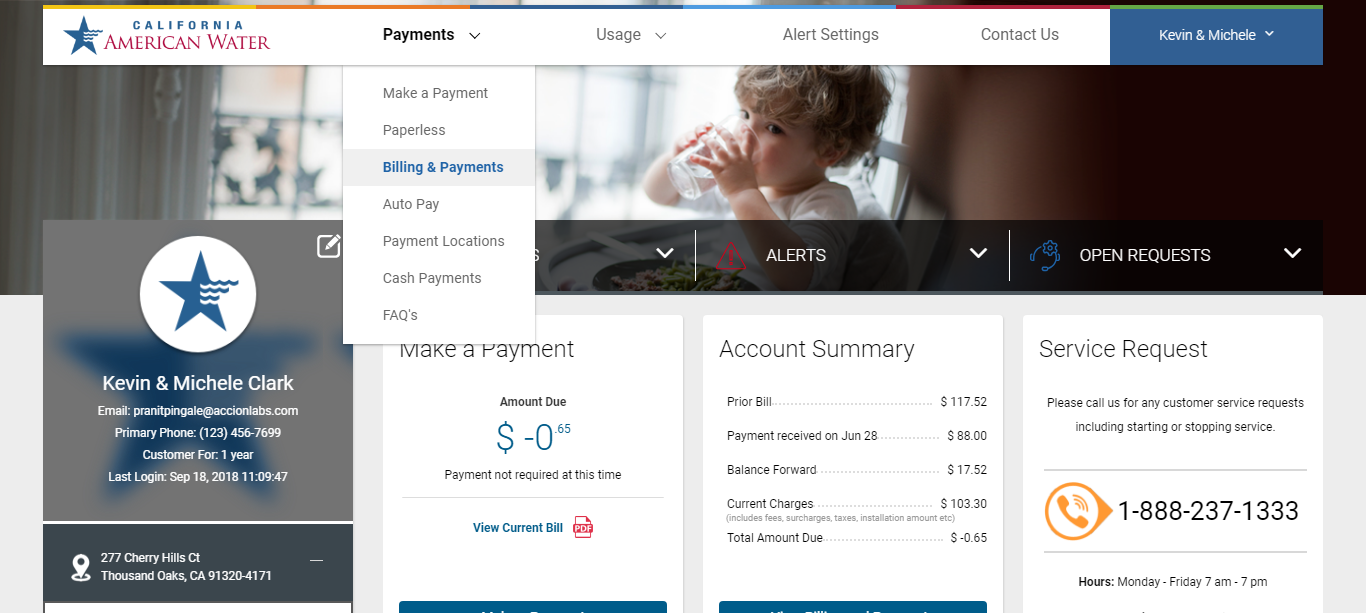 CALIFORNIA
AMERICAN WATER
Payments
Usage
Alert Settings
Contact Us
Kevin & Michele
Make a Payment
Paperless
Billing & Payments
Auto Pay
Payment Locations
Cash Payments
FAQ's
ALERTS
OPEN REQUESTS
Kevin & Michele Clark
Email: pranitpingale@accionlabs.com
Primary Phone: (123) 456-7699
Customer For: 1 year
Last Login: Sep 18, 2018 11:09:47
277 Cherry Hills Ct
Thousand Oaks, CA 91320-4171
Make a Payment
Amount Due
$ -0.65
Payment not required at this time
View Current Bill PDF
Account Summary
Prior Bill $ 117.52
Payment received on Jun 28 $ 88.00
Balance Forward $ 17.52
Current Charges $ 103.30
(includes fees, surcharges, taxes, installation amount etc)
Total Amount Due $ -0.65
Service Request
Please call us for any customer service requests
including starting or stopping service.
1-888-237-1333
Hours: Monday - Friday 7 am - 7 pm